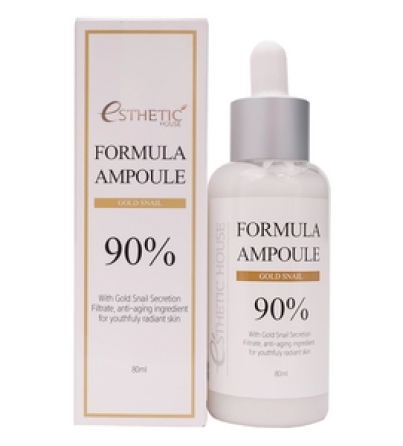 eSTHETIC
HOUSE
FORMULA
AMPOULE
GOLD SNAIL
90%
With Gold Snail Secretion
Filtrate, anti-aging ingredient
for youthfuly radiant skin
80ml
eSTHETIC HOUSE
FORMULA
AMPOULE
GOLD SNAIL
90%
With Gold Snail Secretion
Filtrate, anti-aging ingredient
for youthfuly radiant skin
80ml